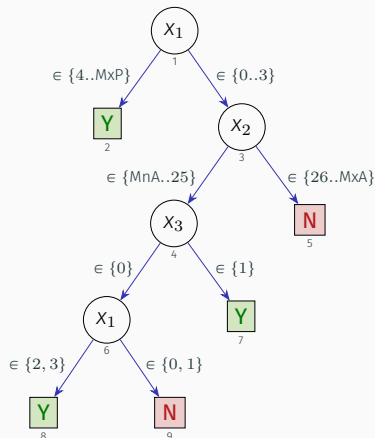 X1
1
∈ {4..MxP}
∈ {0..3}
Y
2
X2
3
∈ {MnA..25}
∈ {26..MxA}
X3
4
N
5
∈ {0}
∈ {1}
X1
6
Y
7
∈ {2, 3}
∈ {0, 1}
Y
8
N
9